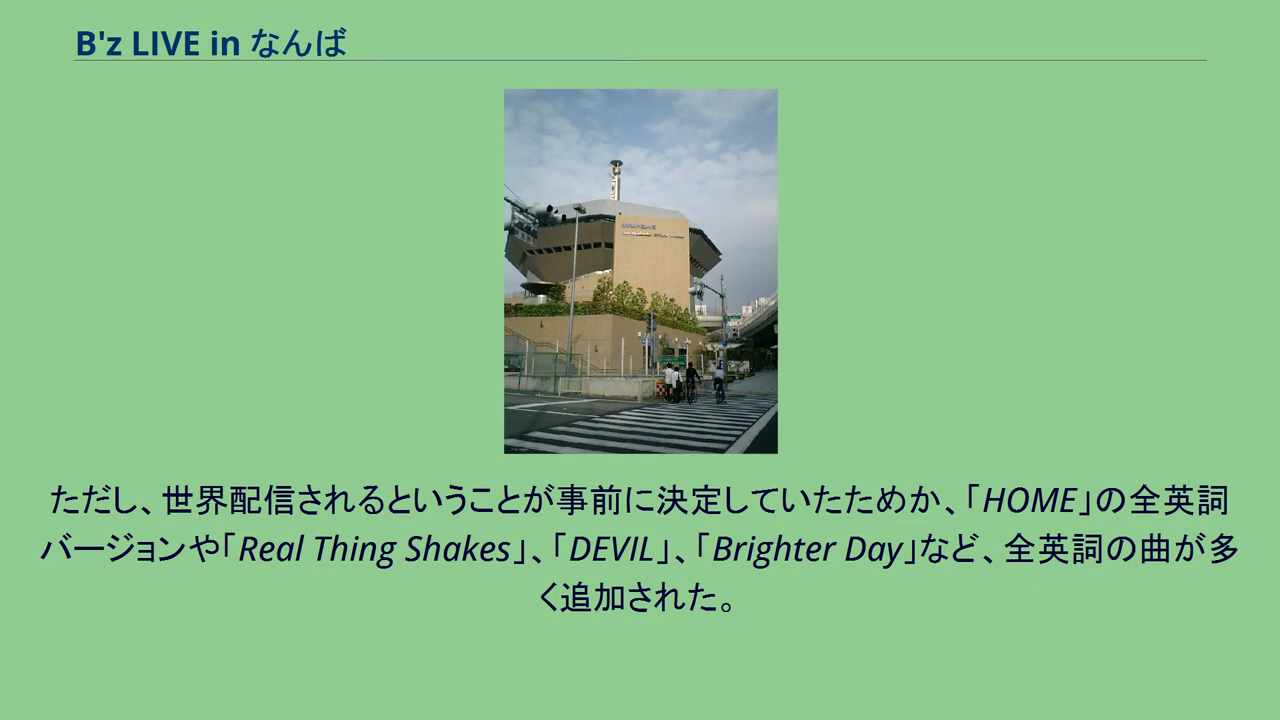 B'z LIVE in なんば
ただし、世界配信されるということが事前に決定していたためか、「HOME」の全英詞
バージョンや「Real Thing Shakes」、「DEVIL」、「Brighter Day」など、全英詞の曲が多
く追加された。